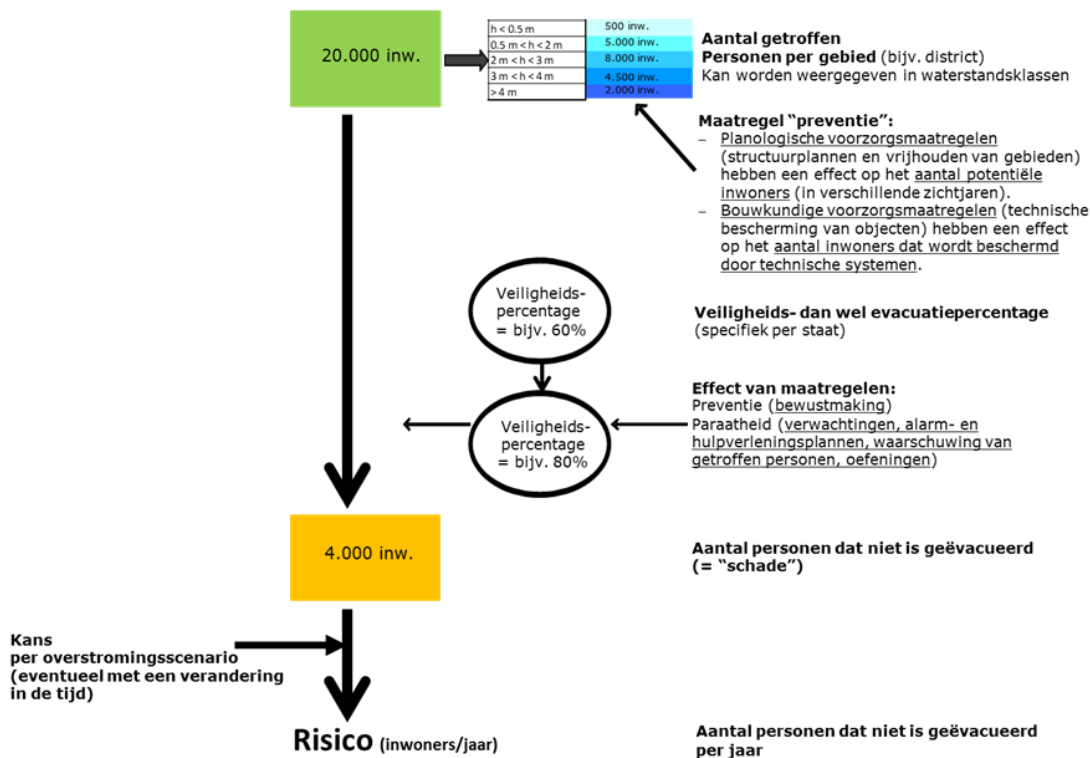 20.000 inw.
h < 0.5 m 500 inw.
0.5 m < h < 2 m 5.000 inw.
2 m < h < 3 m 8.000 inw.
3 m < h < 4 m 4.500 inw.
> 4 m 2.000 inw.
Aantal getroffen
Personen per gebied (bijv. district)
Kan worden weergegeven in waterstandsklassen
Maatregel “preventie”:
– Planologische voorzorgsmaatregelen
(structuurplannen en vrijhouden van gebieden)
hebben een effect op het aantal potentiële
inwoners (in verschillende zichtjaren).
– Bouwkundige voorzorgsmaatregelen (technische
bescherming van objecten) hebben een effect
op het aantal inwoners dat wordt beschermd
door technische systemen.
Veiligheids-
percentage
= bijv. 60%
Veiligheids- dan wel evacuatiepercentage
(specifiek per staat)
Veiligheids-
percentage
= bijv. 80%
Effect van maatregelen:
Preventie (bewustmaking)
Paraatheid (verwachtingen, alarm- en
hulpverleningsplannen, waarschuwing van
getroffen personen, oefeningen)
4.000 inw.
Aantal personen dat niet is geëvacueerd
(= “schade”)
Kans
per overstromingsscenario
(eventueel met een verandering
in de tijd)
Risico (inwoners/jaar)
Aantal personen dat niet is geëvacueerd
per jaar